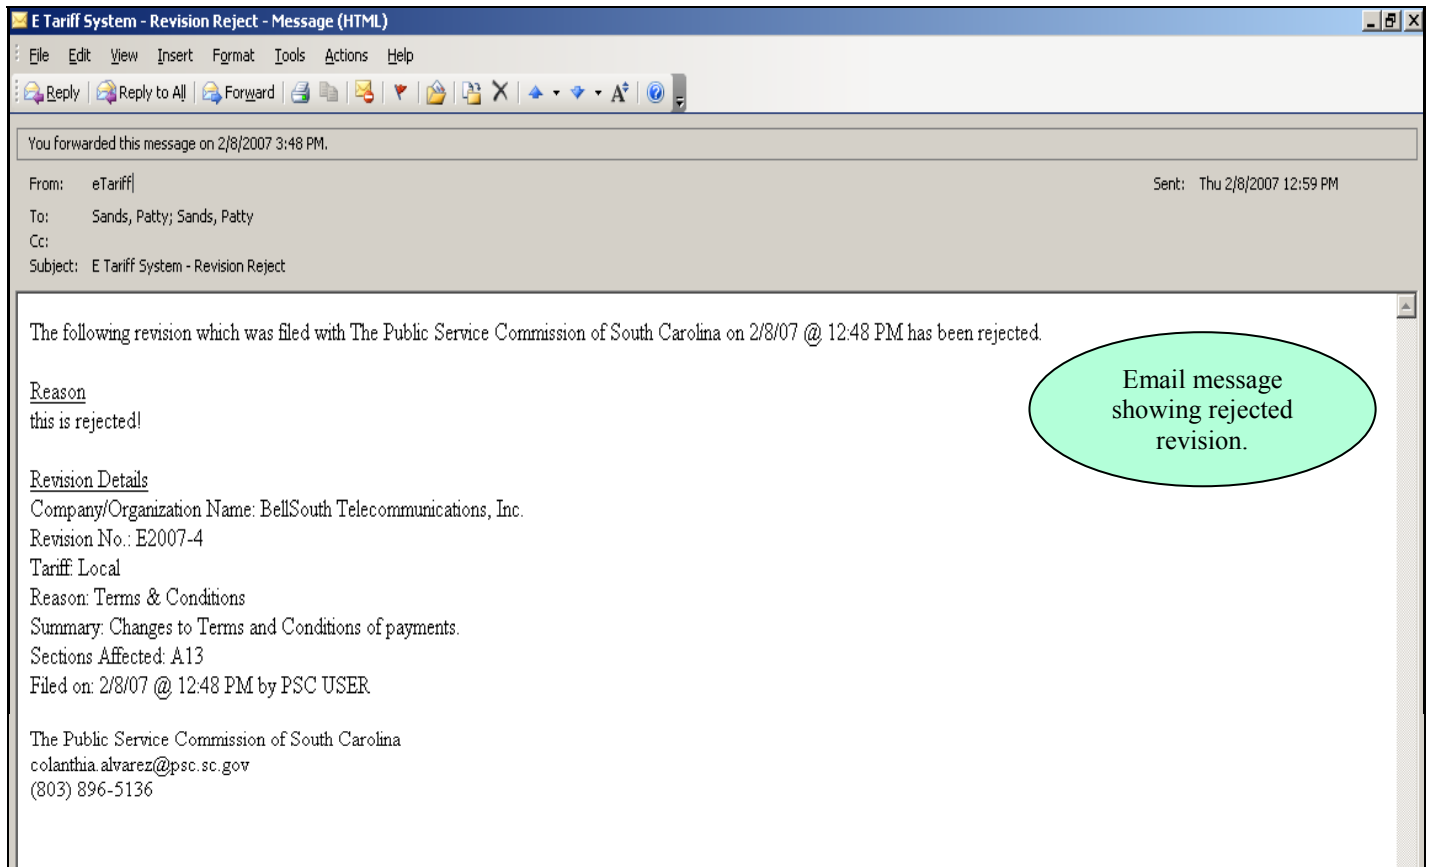 E Tariff System - Revision Reject - Message (HTML)
File Edit View Insert Format Tools Actions Help
Reply Reply to All Forward
You forwarded this message on 2/8/2007 3:48 PM.
From: eTariff Sent: Thu 2/8/2007 12:59 PM
To: Sands, Patty; Sands, Patty
Cc:
Subject: E Tariff System - Revision Reject
The following revision which was filed with The Public Service Commission of South Carolina on 2/8/07 @ 12:48 PM has been rejected.
Email message
showing rejected
revision.
Reason
this is rejected!
Revision Details
Company/Organization Name: BellSouth Telecommunications, Inc.
Revision No.: E2007-4
Tariff: Local
Reason: Terms & Conditions
Summary: Changes to Terms and Conditions of payments.
Sections Affected: A13
Filed on: 2/8/07 @ 12:48 PM by PSC USER
The Public Service Commission of South Carolina
colanthia.alvarez@psc.sc.gov
(803) 896-5136